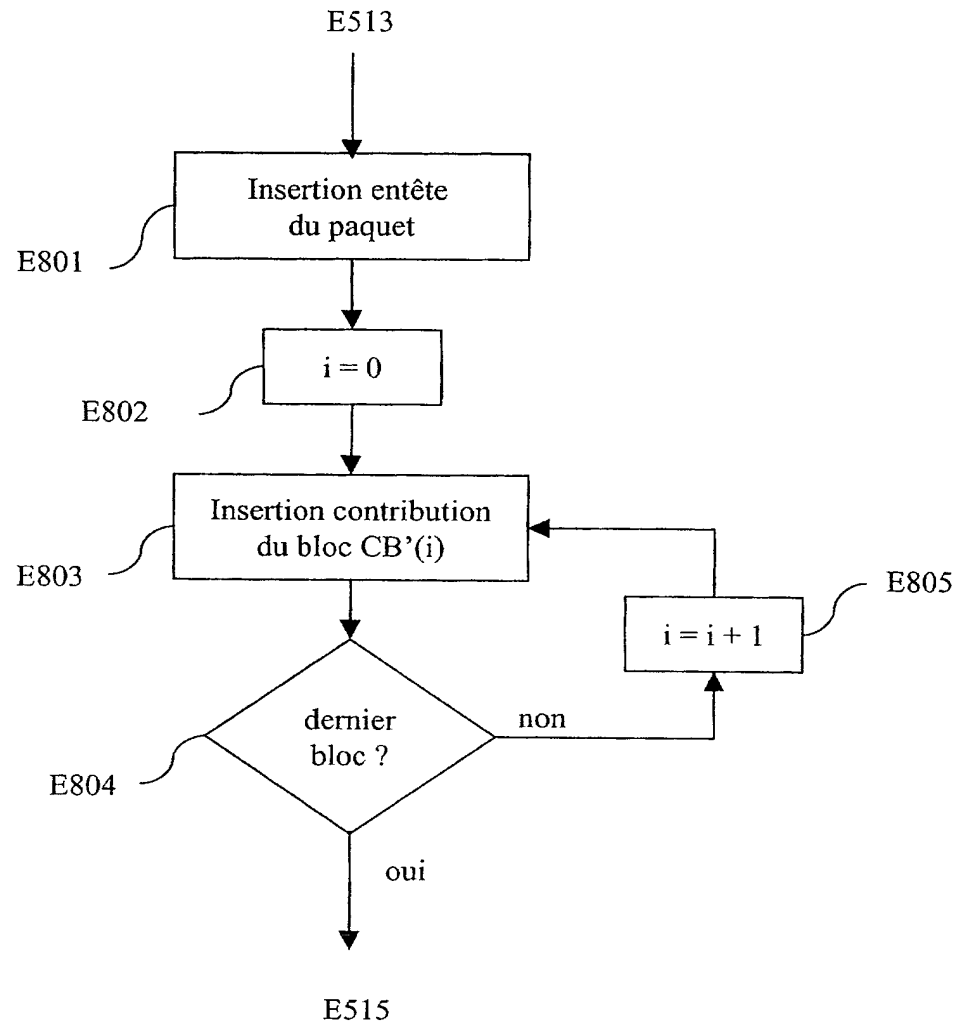 E513
Insertion entête
du paquet
E801
i = 0
E802
Insertion contribution
du bloc CB’(i)
E803
E805
i = i + 1
dernier
bloc ?
non
E804
oui
E515